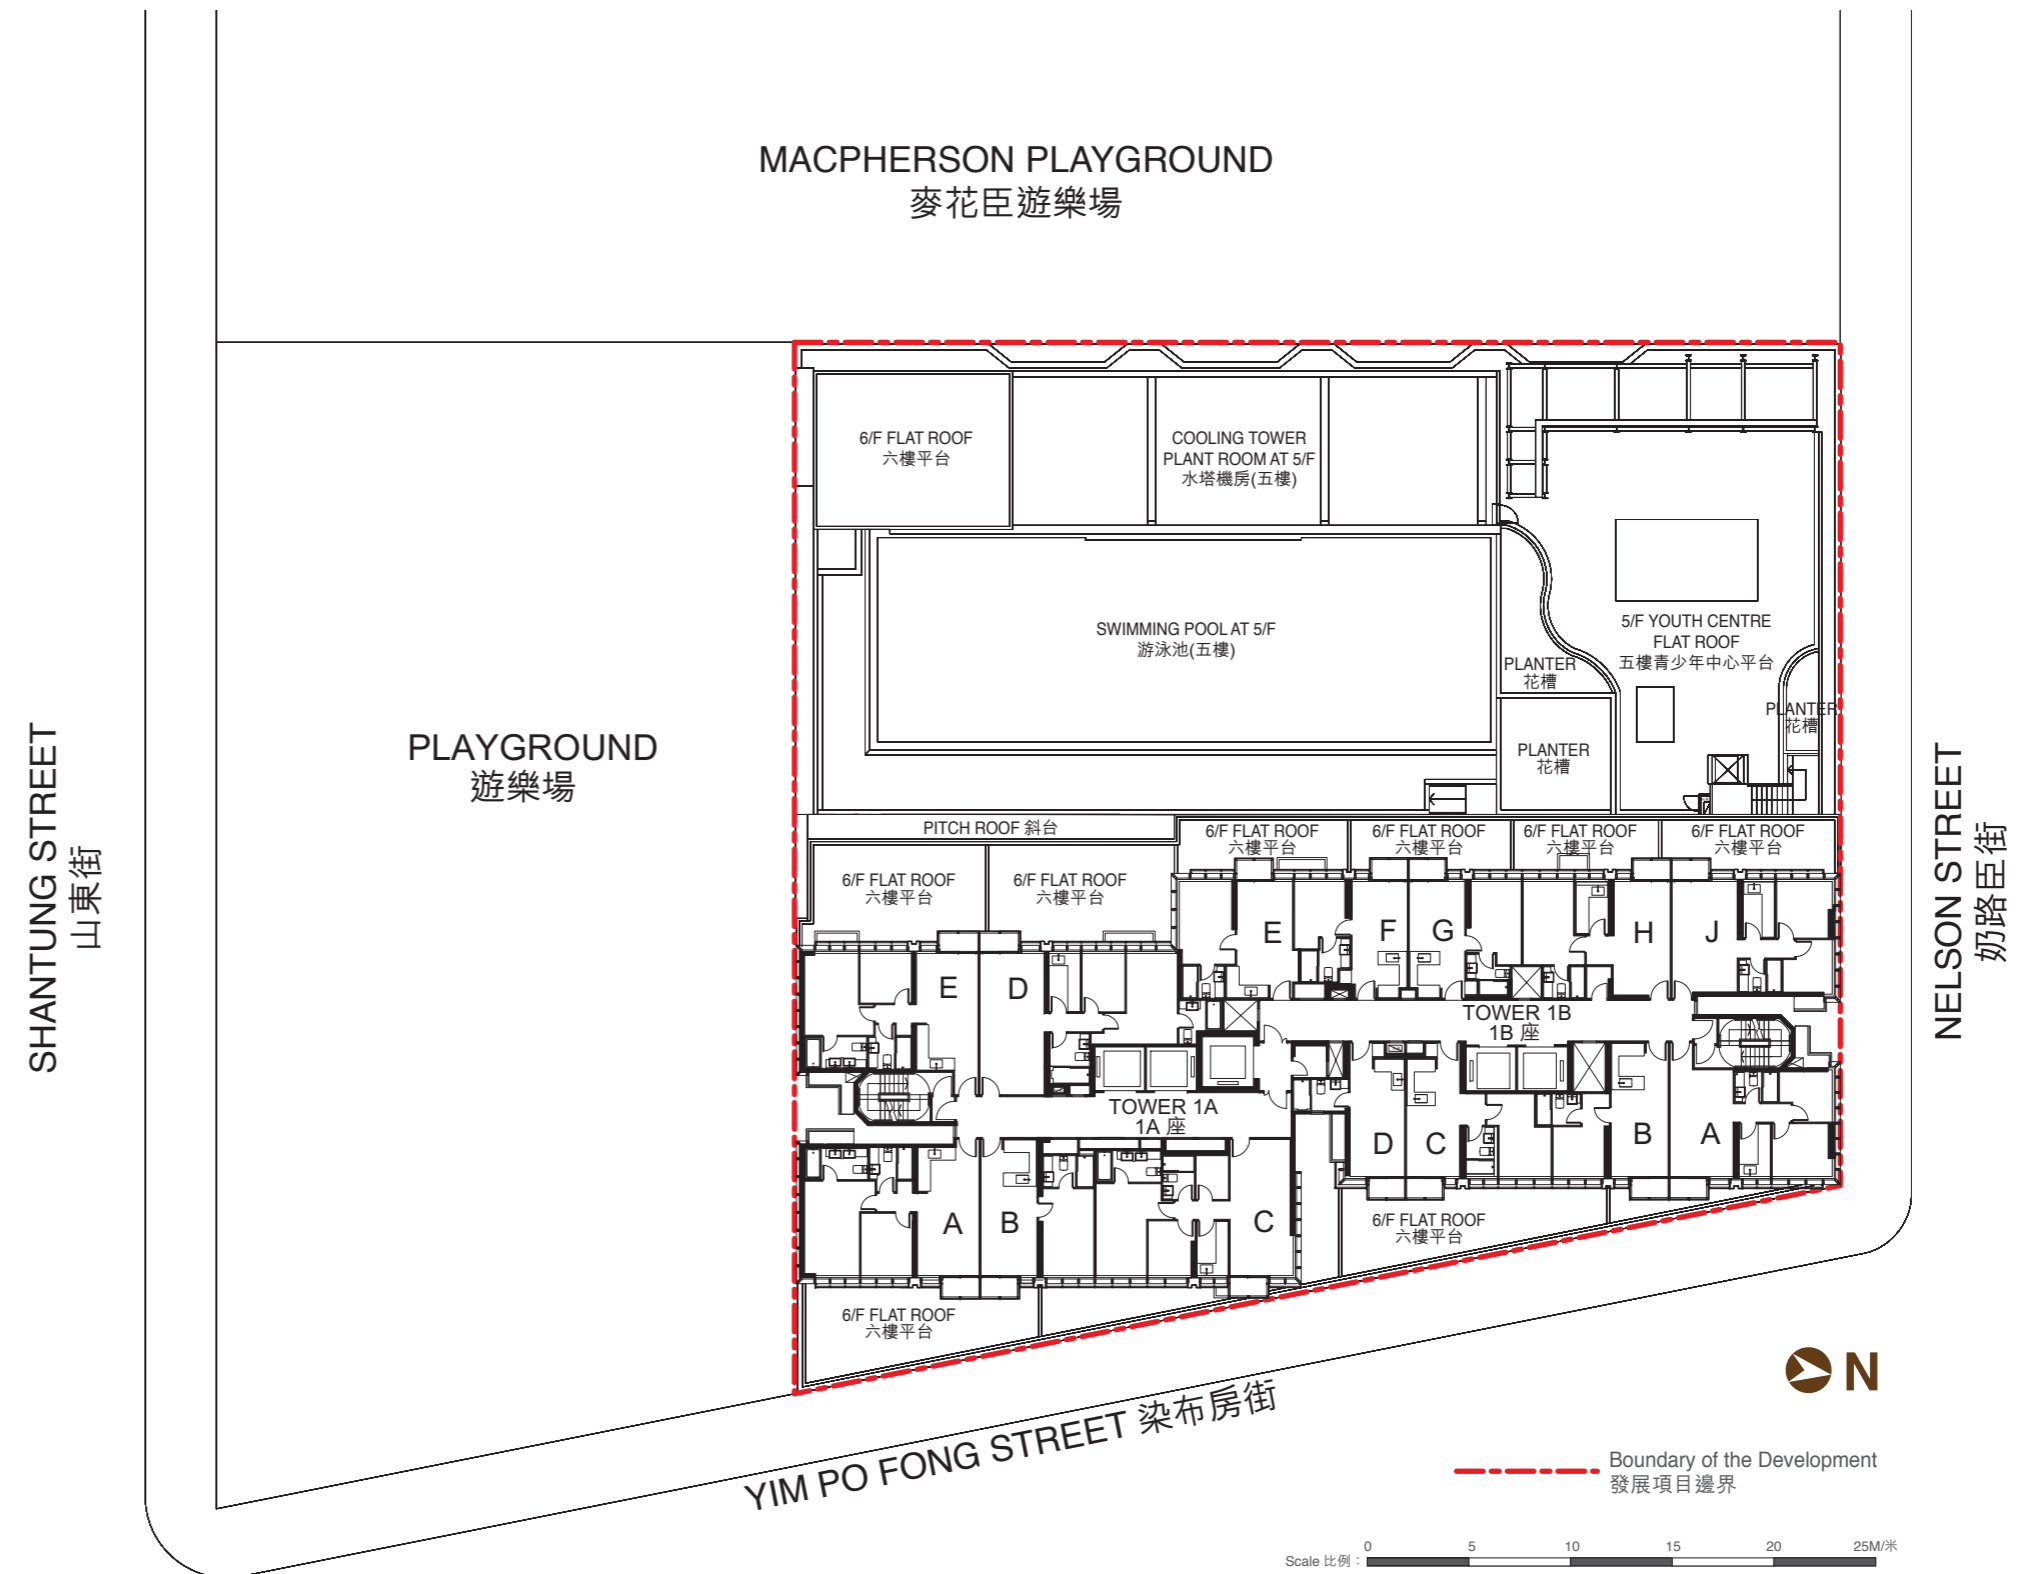 MACPHERSON PLAYGROUND
麥花臣遊樂場
6/F FLAT ROOF
六樓平台
COOLING TOWER
PLANT ROOM AT 5/F
水塔機房(五樓)
SWIMMING POOL AT 5/F
游泳池(五樓)
5/F YOUTH CENTRE
FLAT ROOF
五樓青少年中心平台
PLANTER
花槽
PLANTER
花槽
PLANTER
花槽
PLAYGROUND
遊樂場
SHANTUNG STREET
山東街
NELSON STREET
奶路臣街
PITCH ROOF 斜台
6/F FLAT ROOF
六樓平台
6/F FLAT ROOF
六樓平台
6/F FLAT ROOF
六樓平台
6/F FLAT ROOF
六樓平台
6/F FLAT ROOF
六樓平台
6/F FLAT ROOF
六樓平台
E
F
G
H
J
E
D
TOWER 1B
1B 座
TOWER 1A
1A 座
D
C
B
A
A
B
C
6/F FLAT ROOF
六樓平台
6/F FLAT ROOF
六樓平台
N
YIM PO FONG STREET 染布房街
Boundary of the Development
發展項目邊界
0 5 10 15 20 25M/米
Scale 比例 :